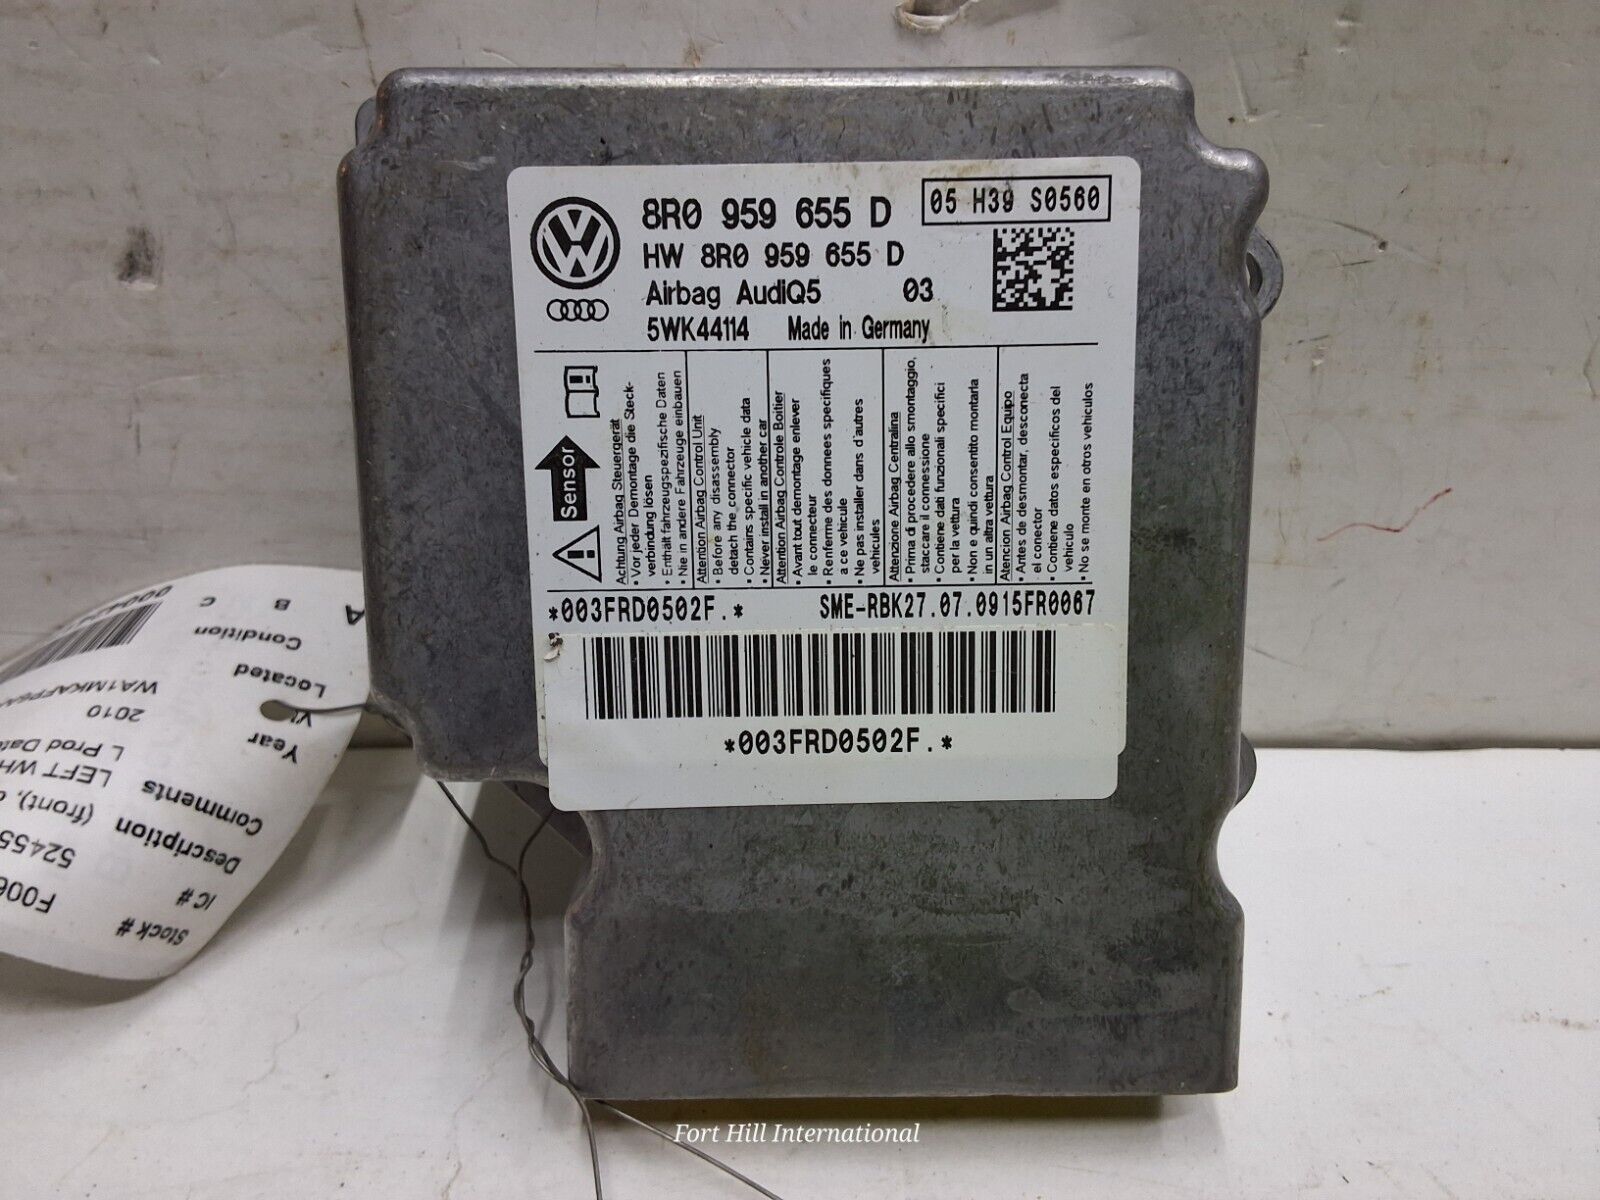 8R0 959 655 D
05 H39 S0560
HW 8R0 959 655 D
Airbag AudiQ5 03
5WK44114 Made in Germany
Sensor
Achtung Airbag Steuergerät
• Vor jeder Demontage die Steck-
verbindung lösen
• Enthält fahrzeugspezifische Daten
• Nie in andere Fahrzeuge einbauen
Attention Airbag Control Unit
• Before any disassembly
detach the connector
• Contains specific vehicle data
• Never install in another car
Attention Airbag Controle Boitier
• Avant tout demontage enlever
le connecteur
• Renferme des donnees specifiques
a ce vehicule
• Ne pas installer dans d'autres
vehicules
Attenzione Airbag Centralina
• Prima di procedere allo smontaggio,
staccare il connessione
• Contiene dati funzionali specifici
per la vettura
• Non e quindi consentito montarla
in un altra vettura
Atencion Airbag Control Equipo
• Antes de desmontar, desconecta
el conector
• Contiene datos especificos del
vehiculo
• No se monte en otros vehiculos
*003FRD0502F.* SME-RBK27.07.0915FR0067
*003FRD0502F.*
Stock #
IC #
Description (front),
Comments LEFT
L Prod
Year 2010
Located
Condition
A B C
Fort Hill International